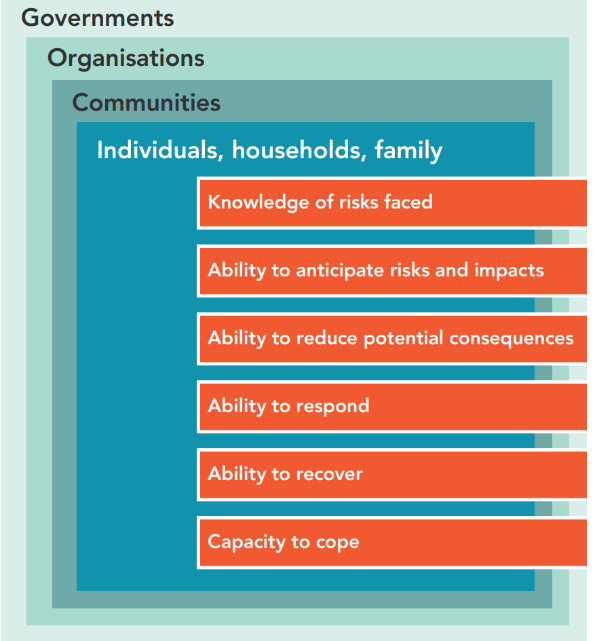 Governments
Organisations
Communities
Individuals, households, family
Knowledge of risks faced
Ability to anticipate risks and impacts
Ability to reduce potential consequences
Ability to respond
Ability to recover
Capacity to cope